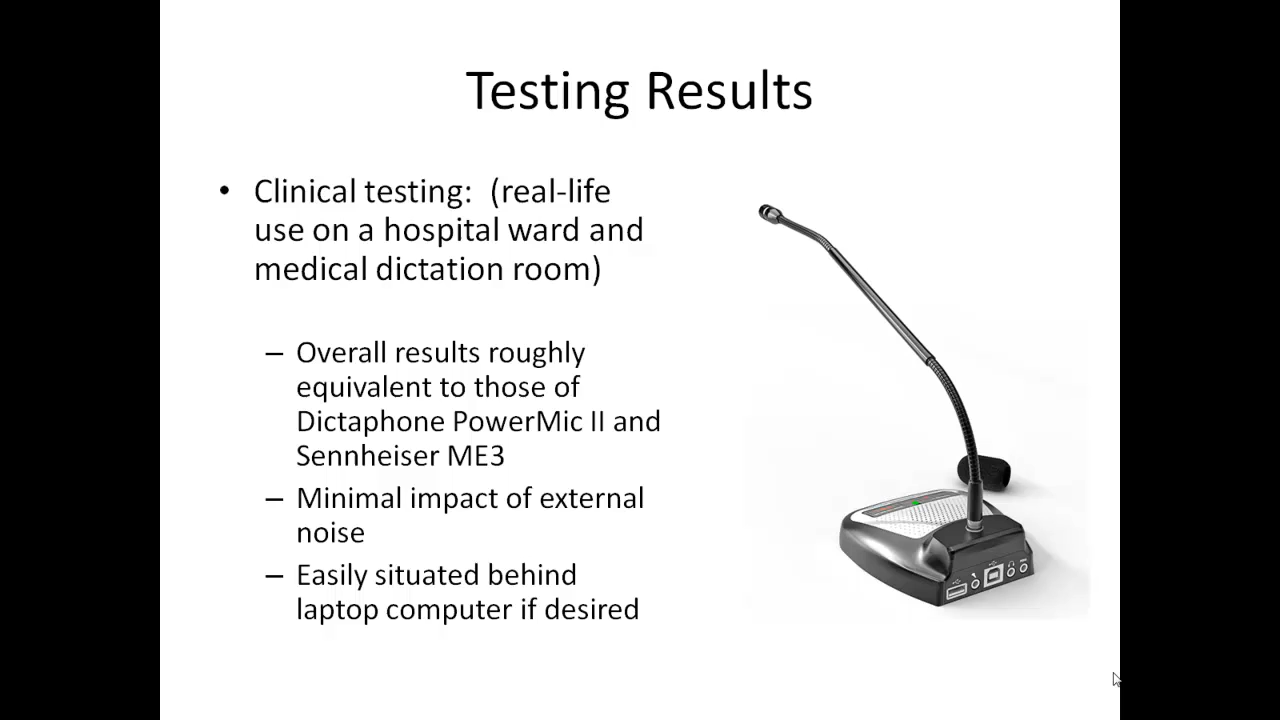 Testing Results
• Clinical testing:  (real-life
use on a hospital ward and
medical dictation room)
– Overall results roughly
equivalent to those of
Dictaphone PowerMic II and
Sennheiser ME3
– Minimal impact of external
noise
– Easily situated behind
laptop computer if desired